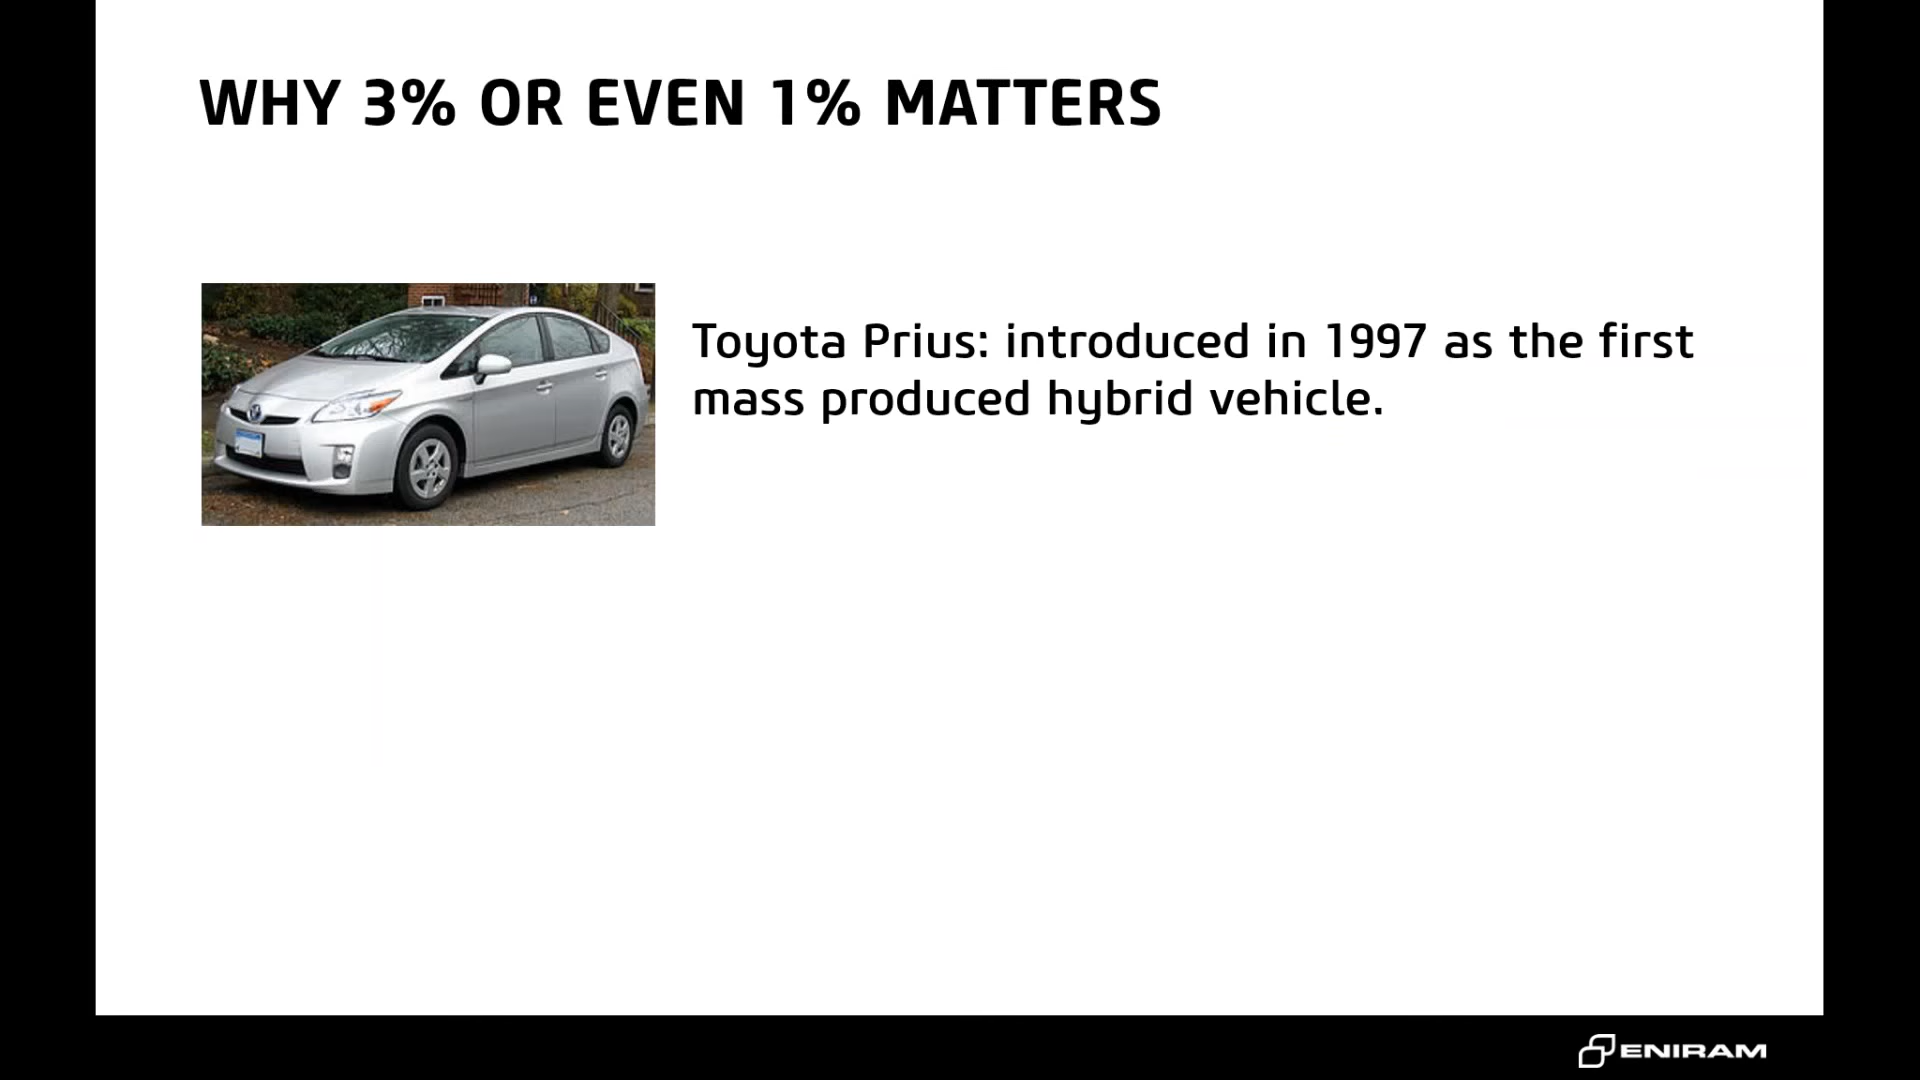 WHY 3% OR EVEN 1% MATTERS
Toyota Prius: introduced in 1997 as the first
mass produced hybrid vehicle.
ENIRAM